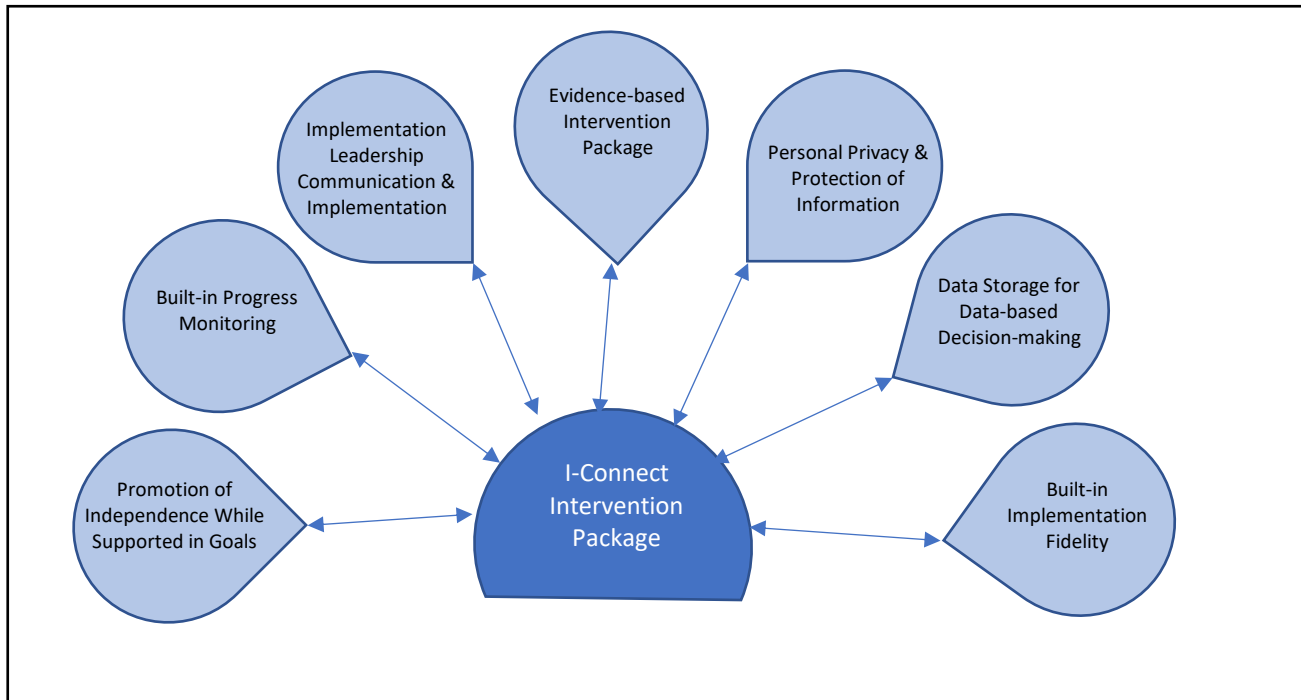 Evidence-based
Intervention
Package
Implementation
Leadership
Communication &
Implementation
Personal Privacy &
Protection of
Information
Built-in Progress
Monitoring
Data Storage for
Data-based
Decision-making
Promotion of
Independence While
Supported in Goals
I-Connect
Intervention
Package
Built-in
Implementation
Fidelity